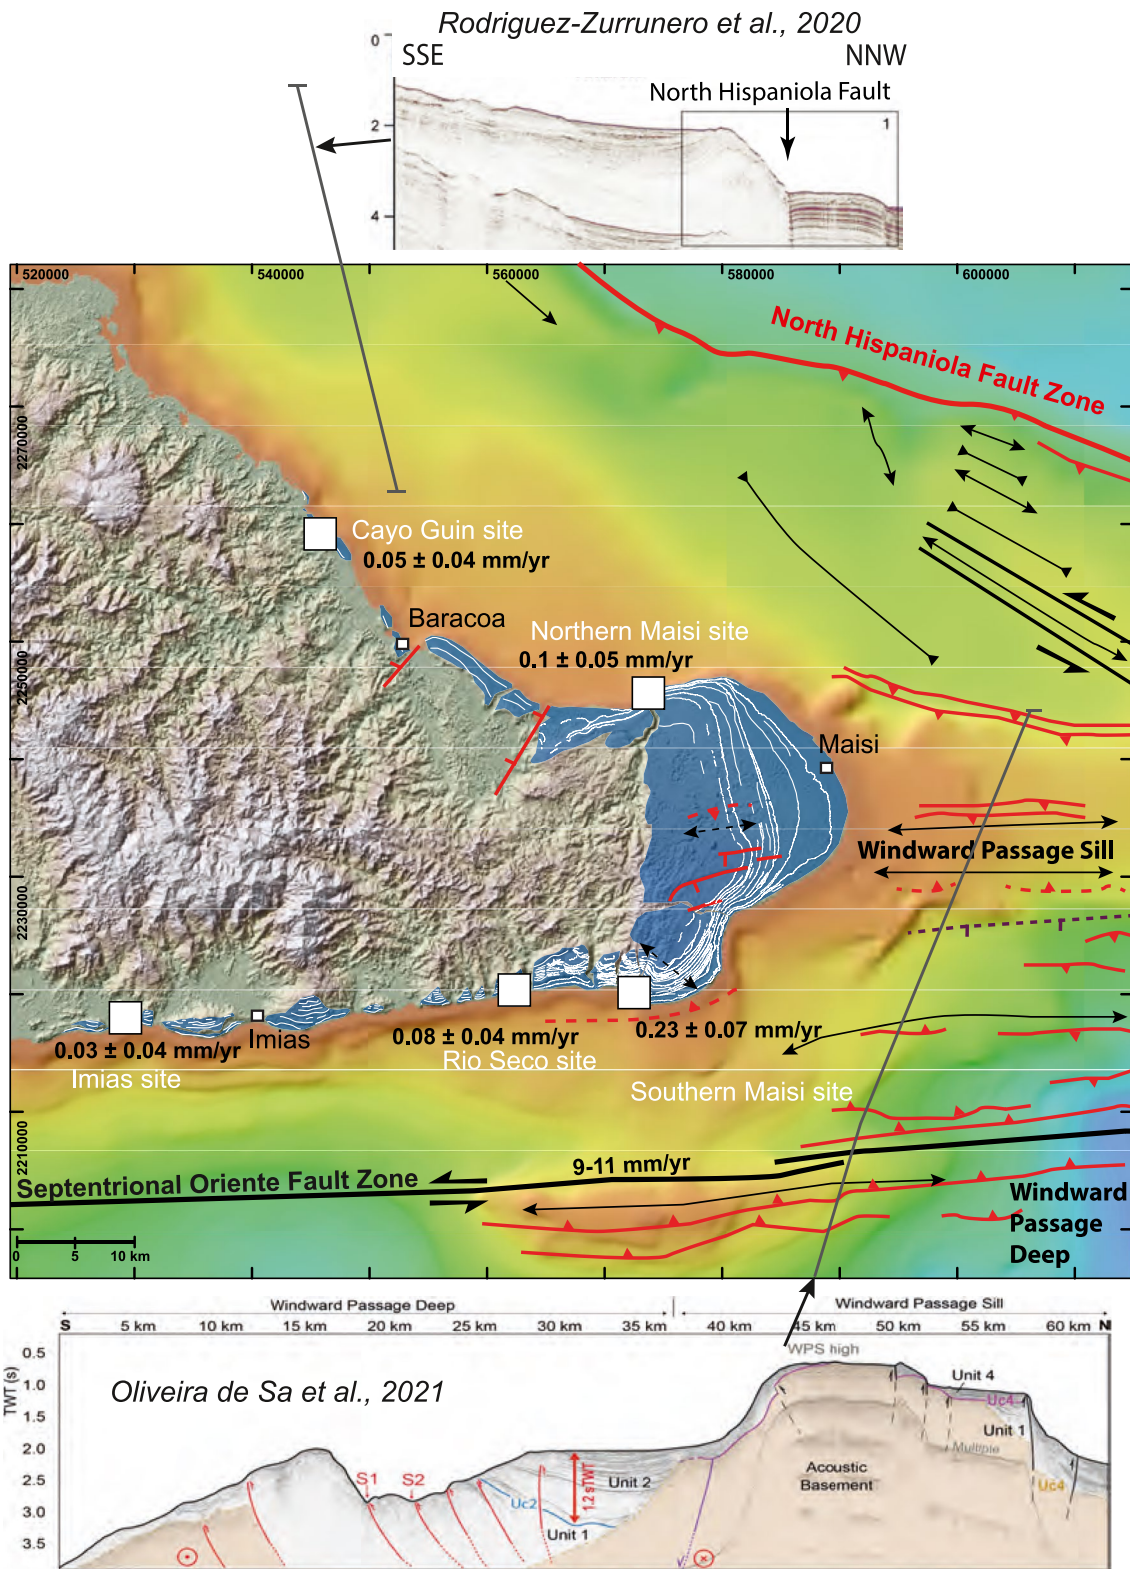 Rodriguez-Zurrunero et al., 2020
0
SSE
NNW
North Hispaniola Fault
2
1
4
520000
540000
560000
580000
600000
North Hispaniola Fault Zone
2270000
Cayo Guin site
0.05 ± 0.04 mm/yr
Baracoa
Northern Maisi site
0.1 ± 0.05 mm/yr
2250000
Maisi
Windward Passage Sill
2230000
0.03 ± 0.04 mm/yr
Imias
Imias site
0.08 ± 0.04 mm/yr
Rio Seco site
0.23 ± 0.07 mm/yr
Southern Maisi site
2210000
9-11 mm/yr
Septentrional Oriente Fault Zone
Windward
Passage
Deep
0 5 10 km
Windward Passage Deep
Windward Passage Sill
S 5 km 10 km 15 km 20 km 25 km 30 km 35 km 40 km 45 km 50 km 55 km 60 km N
TWT (s)
0.5
1.0
1.5
2.0
2.5
3.0
3.5
WPS high
Oliveira de Sa et al., 2021
Unit 4
Uc4
Unit 1
Multiple
S1
S2
1.2 sTWT
Unit 2
Acoustic
Basement
Uc2
Unit 1
Uc4